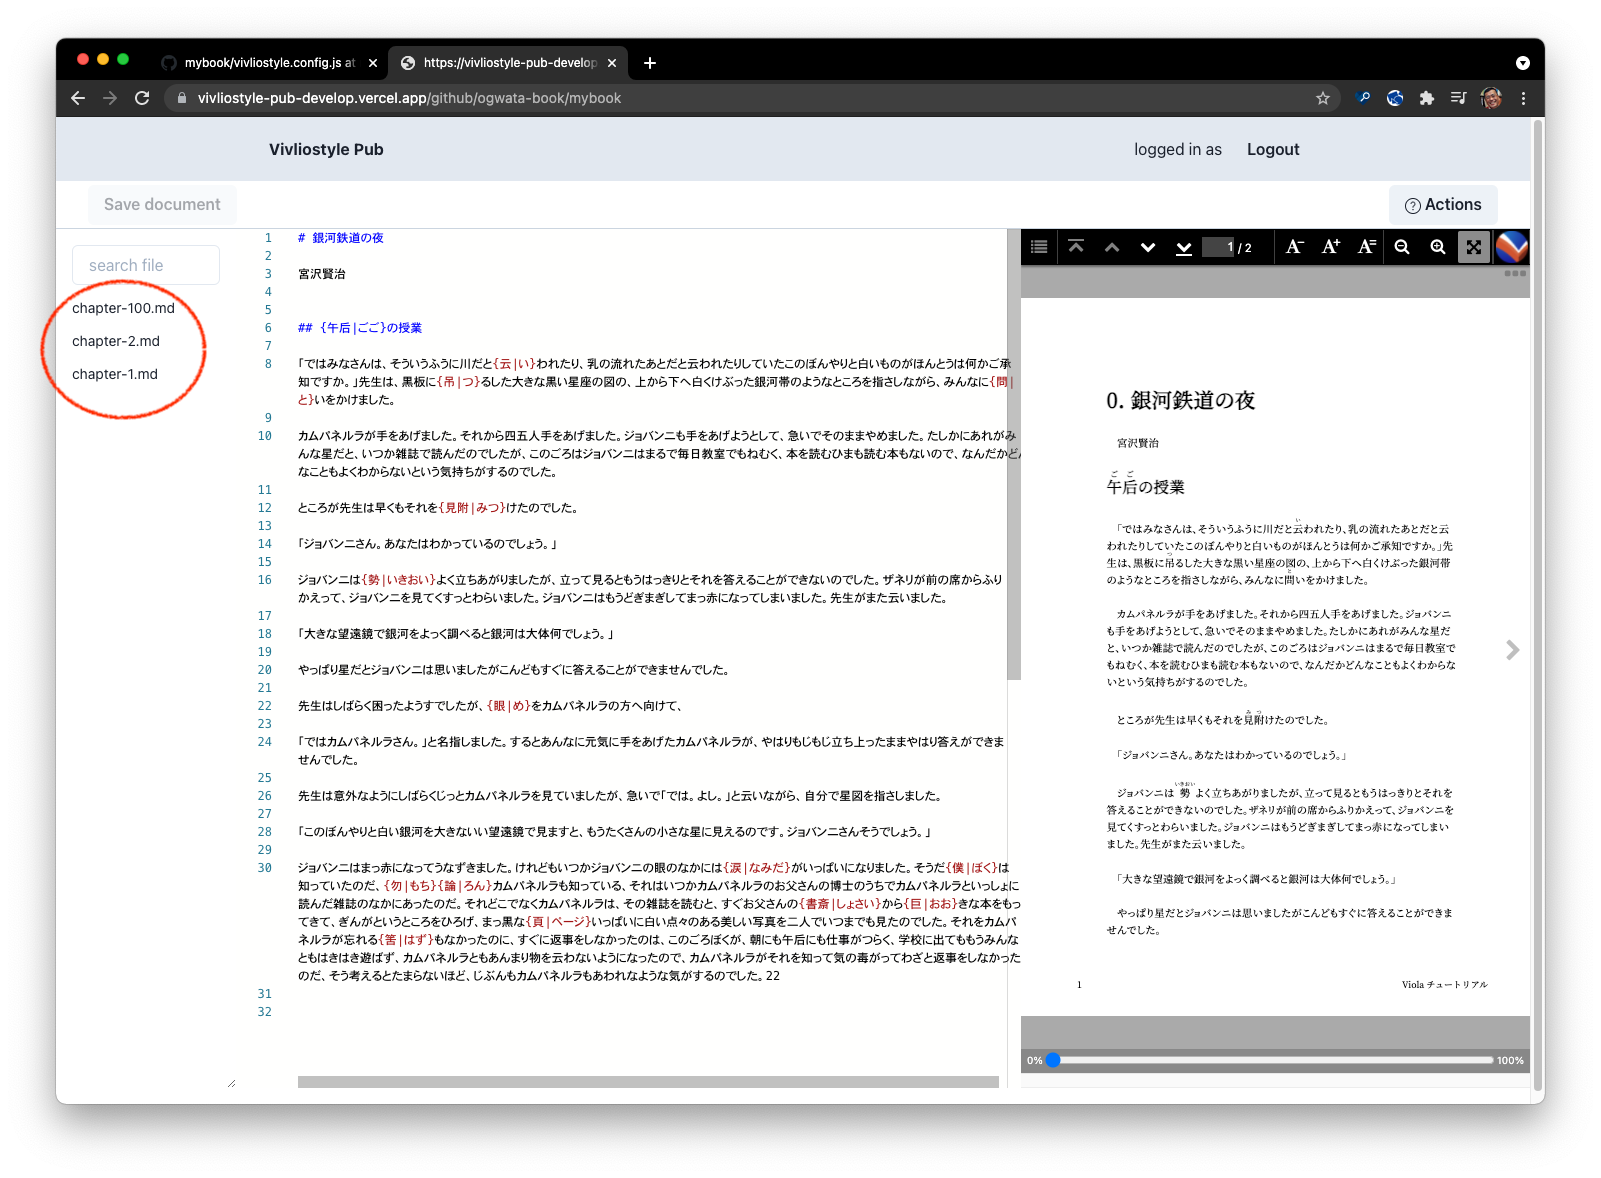 mybook/vivliostyle.config.js at
https://vivliostyle-pub-develop
vivliostyle-pub-develop.vercel.app/github/ogwata-book/mybook
Vivliostyle Pub
logged in as
Logout
Save document
Actions
search file
chapter-100.md
chapter-2.md
chapter-1.md
1 # 銀河鉄道の夜
2
3 宮沢賢治
4
5
6 ## {午后|ごご}の授業
7
8 「ではみなさんは、そういうふうに川だと{云|い}われたり、乳の流れたあとだと云われたりしていたこのぼんやりと白いものがほんとうは何かご承
知ですか。」先生は、黒板に{吊|つ}るした大きな黒い星座の図の、上から下へ白くけぶった銀河帯のようなところを指さしながら、みんなに{問|
と}いをかけました。
9
10 カムパネルラが手をあげました。それから四五人手をあげました。ジョバンニも手をあげようとして、急いでそのままやめました。たしかにあれがみ
んな星だと、いつか雑誌で読んだのでしたが、このごろはジョバンニはまるで毎日教室でもねむく、本を読むひまも読む本もないので、なんだかどん
なこともよくわからないという気持ちがするのでした。
11
12 ところが先生は早くもそれを{見附|みつ}けたのでした。
13
14 「ジョバンニさん。あなたはわかっているのでしょう。」
15
16 ジョバンニは{勢|いきおい}よく立ちあがりましたが、立って見るともうはっきりとそれを答えることができないのでした。ザネリが前の席からふり
かえって、ジョバンニを見てくすっとわらいました。ジョバンニはもうどぎまぎしてまっ赤になってしまいました。先生がまた云いました。
17
18 「大きな望遠鏡で銀河をよっく調べると銀河は大体何でしょう。」
19
20 やっぱり星だとジョバンニは思いましたがこんどもすぐに答えることができませんでした。
21
22 先生はしばらく困ったようすでしたが、{眼|め}をカムパネルラの方へ向けて、
23
24 「ではカムパネルラさん。」と名指しました。するとあんなに元気に手をあげたカムパネルラが、やはりもじもじ立ち上ったままやはり答えができま
せんでした。
25
26 先生は意外なようにしばらくじっとカムパネルラを見ていましたが、急いで「では。よし。」と云いながら、自分で星図を指さしました。
27
28 「このぼんやりと白い銀河を大きないい望遠鏡で見ますと、もうたくさんの小さな星に見えるのです。ジョバンニさんそうでしょう。」
29
30 ジョバンニはまっ赤になってうなずきました。けれどもいつかジョバンニの眼のなかには{涙|なみだ}がいっぱいになりました。そうだ{僕|ぼく}は
知っていたのだ、{勿|もち}{論|ろん}カムパネルラも知っている、それはいつかカムパネルラのお父さんの博士のうちでカムパネルラといっしょに
読んだ雑誌のなかにあったのだ。それどこでなくカムパネルラは、その雑誌を読むと、すぐお父さんの{書斎|しょさい}から{巨|おお}きな本をもっ
てきて、ぎんがというところをひろげ、まっ黒な{頁|ページ}いっぱいに白い点々のある美しい写真を二人でいつまでも見たのでした。それをカムパ
ネルラが忘れる{筈|はず}もなかったのに、すぐに返事をしなかったのは、このごろぼくが、朝にも午后にも仕事がつらく、学校に出てももうみんな
ともはきはき遊ばず、カムパネルラともあんまり物を云わないようになったので、カムパネルラがそれを知って気の毒がってわざと返事をしなかった
のだ、そう考えるとたまらないほど、じぶんもカムパネルラもあわれなような気がするのでした。22
31
32
1 / 2
A- A+ A=
0. 銀河鉄道の夜
宮沢賢治
ごご
午后の授業
い
「ではみなさんは、そういうふうに川だと云われたり、乳の流れたあとだと云
われたりしていたこのぼんやりと白いものがほんとうは何かご承知ですか。」先
つ
生は、黒板に吊るした大きな黒い星座の図の、上から下へ白くけぶった銀河帯
と
のようなところを指さしながら、みんなに問いをかけました。
カムパネルラが手をあげました。それから四五人手をあげました。ジョバンニ
も手をあげようとして、急いでそのままやめました。たしかにあれがみんな星だ
と、いつか雑誌で読んだのでしたが、このごろはジョバンニはまるで毎日教室で
もねむく、本を読むひまも読む本もないので、なんだかどんなこともよくわからな
いという気持ちがするのでした。
みつ
ところが先生は早くもそれを見附けたのでした。
「ジョバンニさん。あなたはわかっているのでしょう。」
いきおい
ジョバンニは勢よく立ちあがりましたが、立って見るともうはっきりとそれを
答えることができないのでした。ザネリが前の席からふりかえって、ジョバンニを
見てくすっとわらいました。ジョバンニはもうどぎまぎしてまっ赤になってしまい
ました。先生がまた云いました。
「大きな望遠鏡で銀河をよっく調べると銀河は大体何でしょう。」
やっぱり星だとジョバンニは思いましたがこんどもすぐに答えることができま
せんでした。
1
Viola チュートリアル
0%
100%